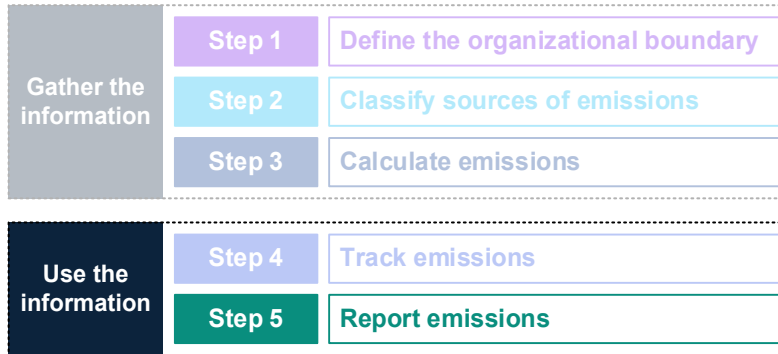 Gather the
information
Step 1
Define the organizational boundary
Step 2
Classify sources of emissions
Step 3
Calculate emissions
Use the
information
Step 4
Track emissions
Step 5
Report emissions